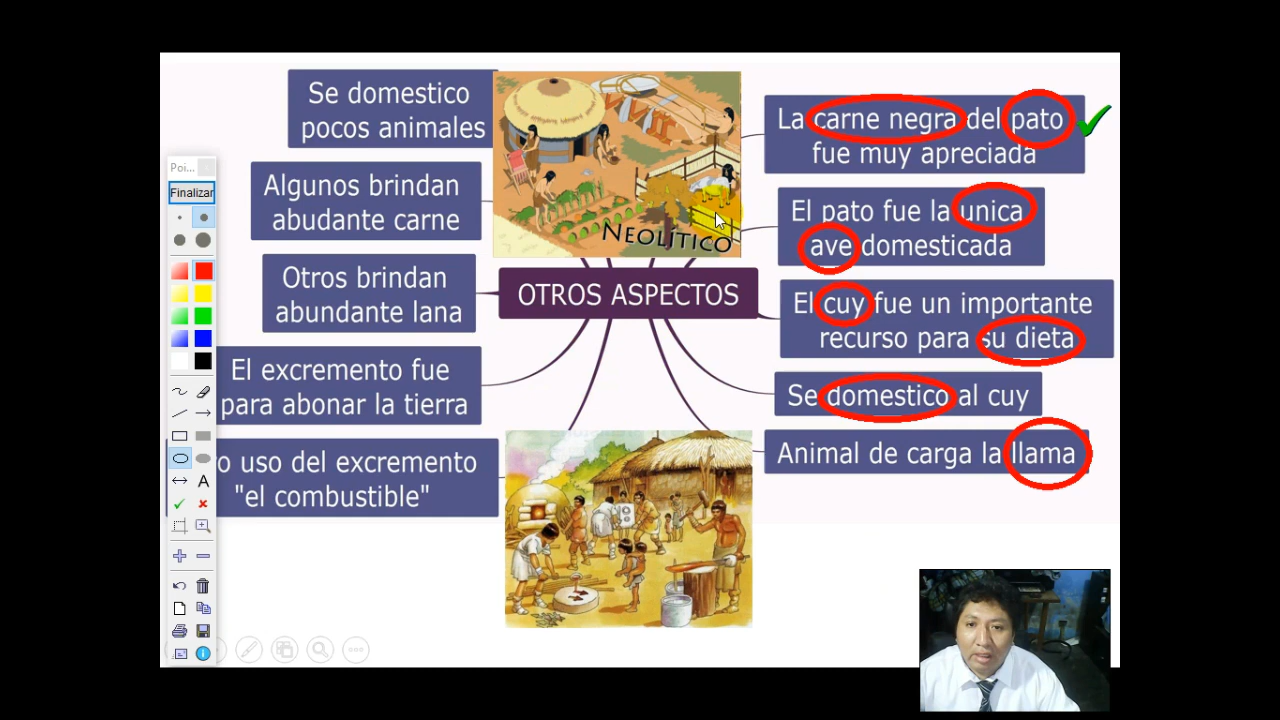 Se domestico
pocos animales
Algunos brindan
abudante carne
Otros brindan
abundante lana
El excremento fue
para abonar la tierra
o uso del excremento
"el combustible"
NEOLÍTICO
OTROS ASPECTOS
La carne negra del pato
fue muy apreciada
El pato fue la unica
ave domesticada
El cuy fue un importante
recurso para su dieta
Se domestico al cuy
Animal de carga la llama
Poi...
Finalizar
A